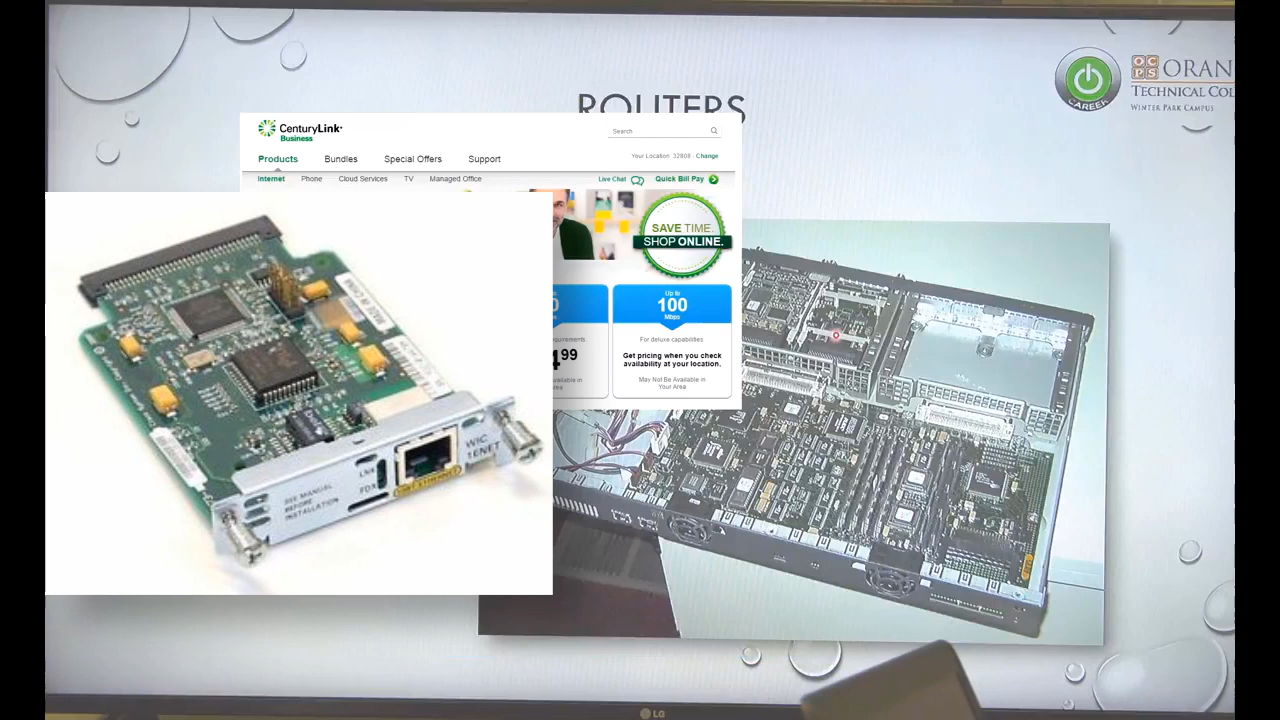 ROUTERS
OC
PS
ORAN
TECHNICAL COL
WINTER PARK CAMPUS
CAREER
CenturyLink
Business
Search
Products Bundles Special Offers Support
Your Location: 32808 - Change
Internet Phone Cloud Services TV Managed Office
Live Chat Quick Bill Pay
SAVE TIME.
SHOP ONLINE.
Up to
100
Mbps
For deluxe capabilities
Get pricing when you check
availability at your location.
May Not Be Available in
Your Area
99
SEE MANUAL
BEFORE
INSTALLATION
LNK
FDX
WIC
1ENET
LG